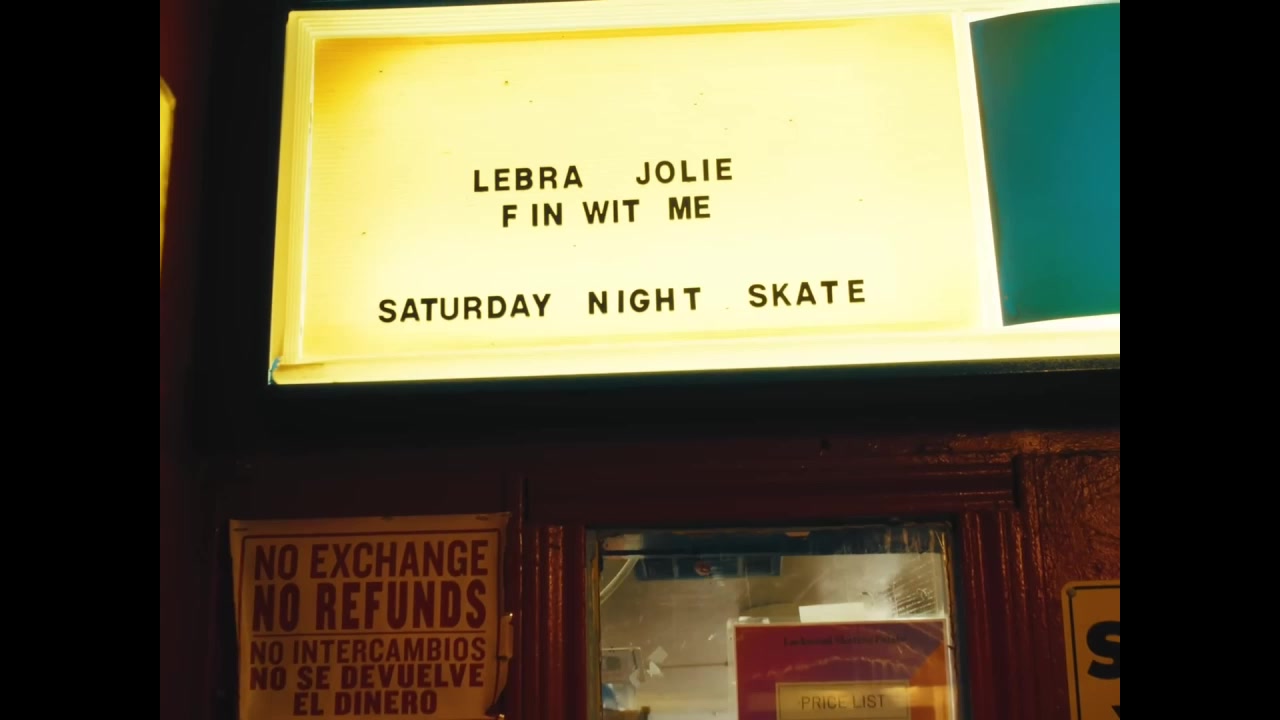 LEBRA JOLIE
FIN WIT ME
SATURDAY NIGHT SKATE
NO EXCHANGE
NO REFUNDS
NO INTERCAMBIOS
NO SE DEVUELVE
EL DINERO
PRICE LIST